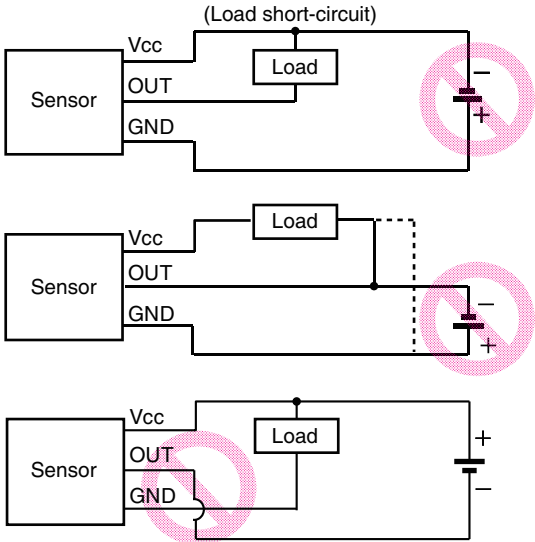 (Load short-circuit)
Vcc
Load
−
Sensor
OUT
+
GND
Load
Vcc
OUT
Sensor
−
GND
+
Vcc
Load
+
OUT
Sensor
−
GND